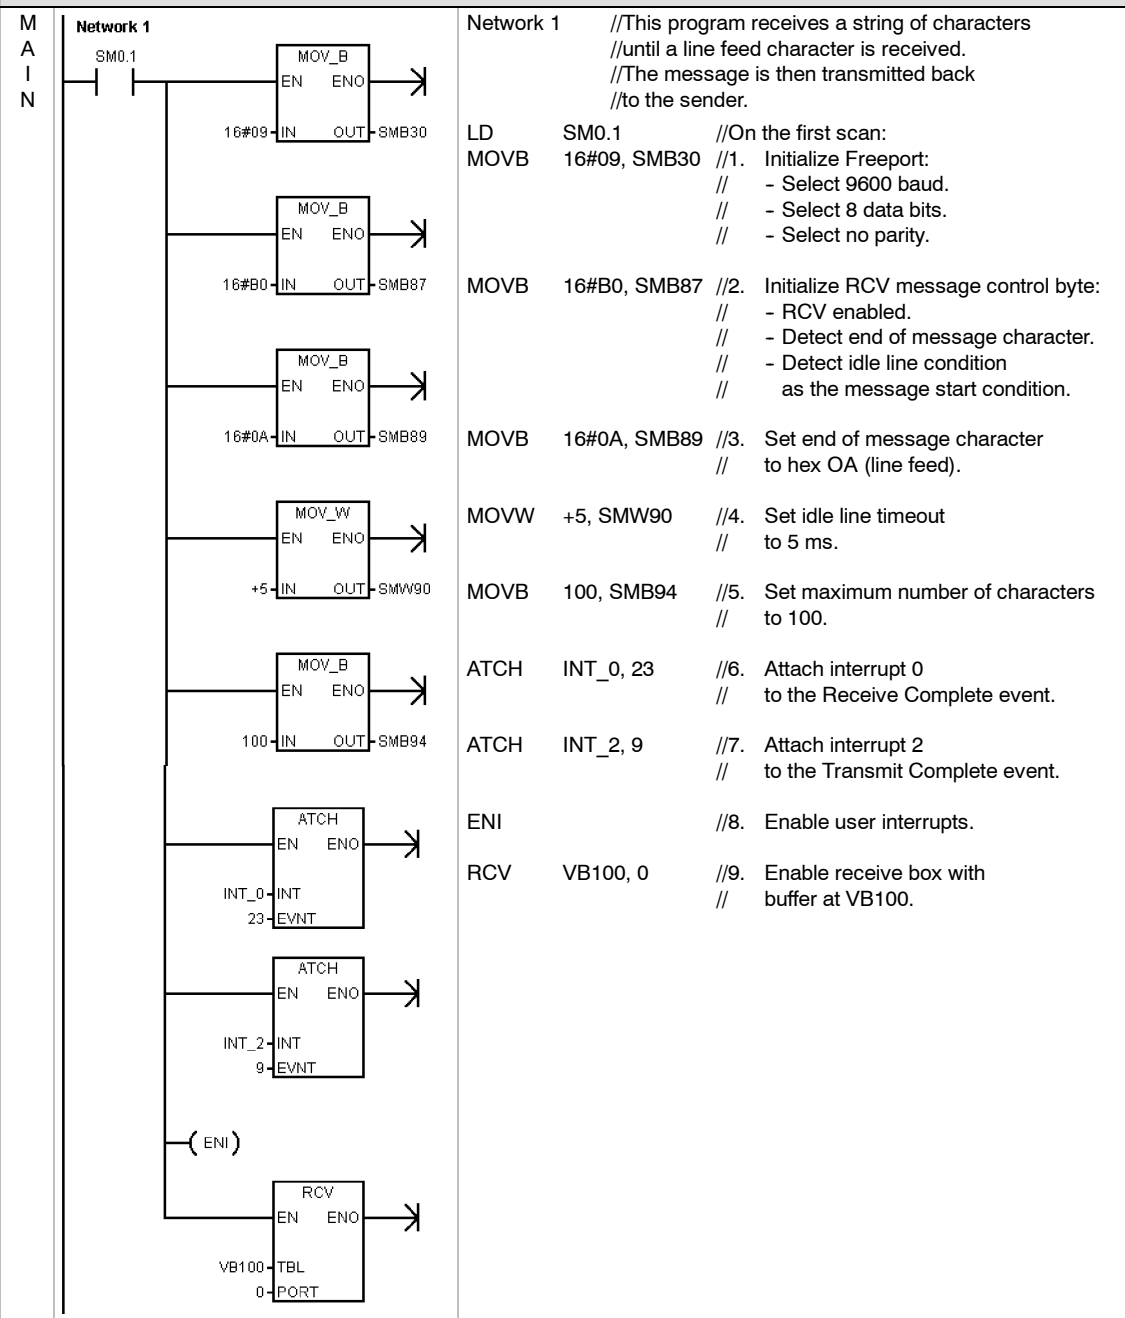 M
A
I
N
Network 1
SM0.1
MOV_B
EN ENO
16#09 IN OUT SMB30
MOV_B
EN ENO
16#B0 IN OUT SMB87
MOV_B
EN ENO
16#0A IN OUT SMB89
MOV_W
EN ENO
+5 IN OUT SMW90
MOV_B
EN ENO
100 IN OUT SMB94
ATCH
EN ENO
INT_0 INT
23 EVNT
ATCH
EN ENO
INT_2 INT
9 EVNT
( ENI )
RCV
EN ENO
VB100 TBL
0 PORT
Network 1 //This program receives a string of characters
//until a line feed character is received.
//The message is then transmitted back
//to the sender.
LD SM0.1 //On the first scan:
MOVB 16#09, SMB30 //1. Initialize Freeport:
// - Select 9600 baud.
// - Select 8 data bits.
// - Select no parity.
MOVB 16#B0, SMB87 //2. Initialize RCV message control byte:
// - RCV enabled.
// - Detect end of message character.
// - Detect idle line condition
// as the message start condition.
MOVB 16#0A, SMB89 //3. Set end of message character
// to hex OA (line feed).
MOVW +5, SMW90 //4. Set idle line timeout
// to 5 ms.
MOVB 100, SMB94 //5. Set maximum number of characters
// to 100.
ATCH INT_0, 23 //6. Attach interrupt 0
// to the Receive Complete event.
ATCH INT_2, 9 //7. Attach interrupt 2
// to the Transmit Complete event.
ENI //8. Enable user interrupts.
RCV VB100, 0 //9. Enable receive box with
// buffer at VB100.